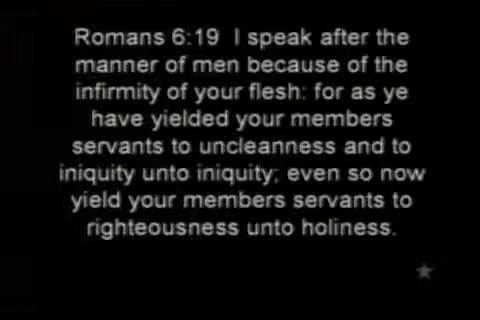 Romans 6:19  I speak after the
manner of men because of the
infirmity of your flesh: for as ye
have yielded your members
servants to uncleanness and to
iniquity unto iniquity; even so now
yield your members servants to
righteousness unto holiness.